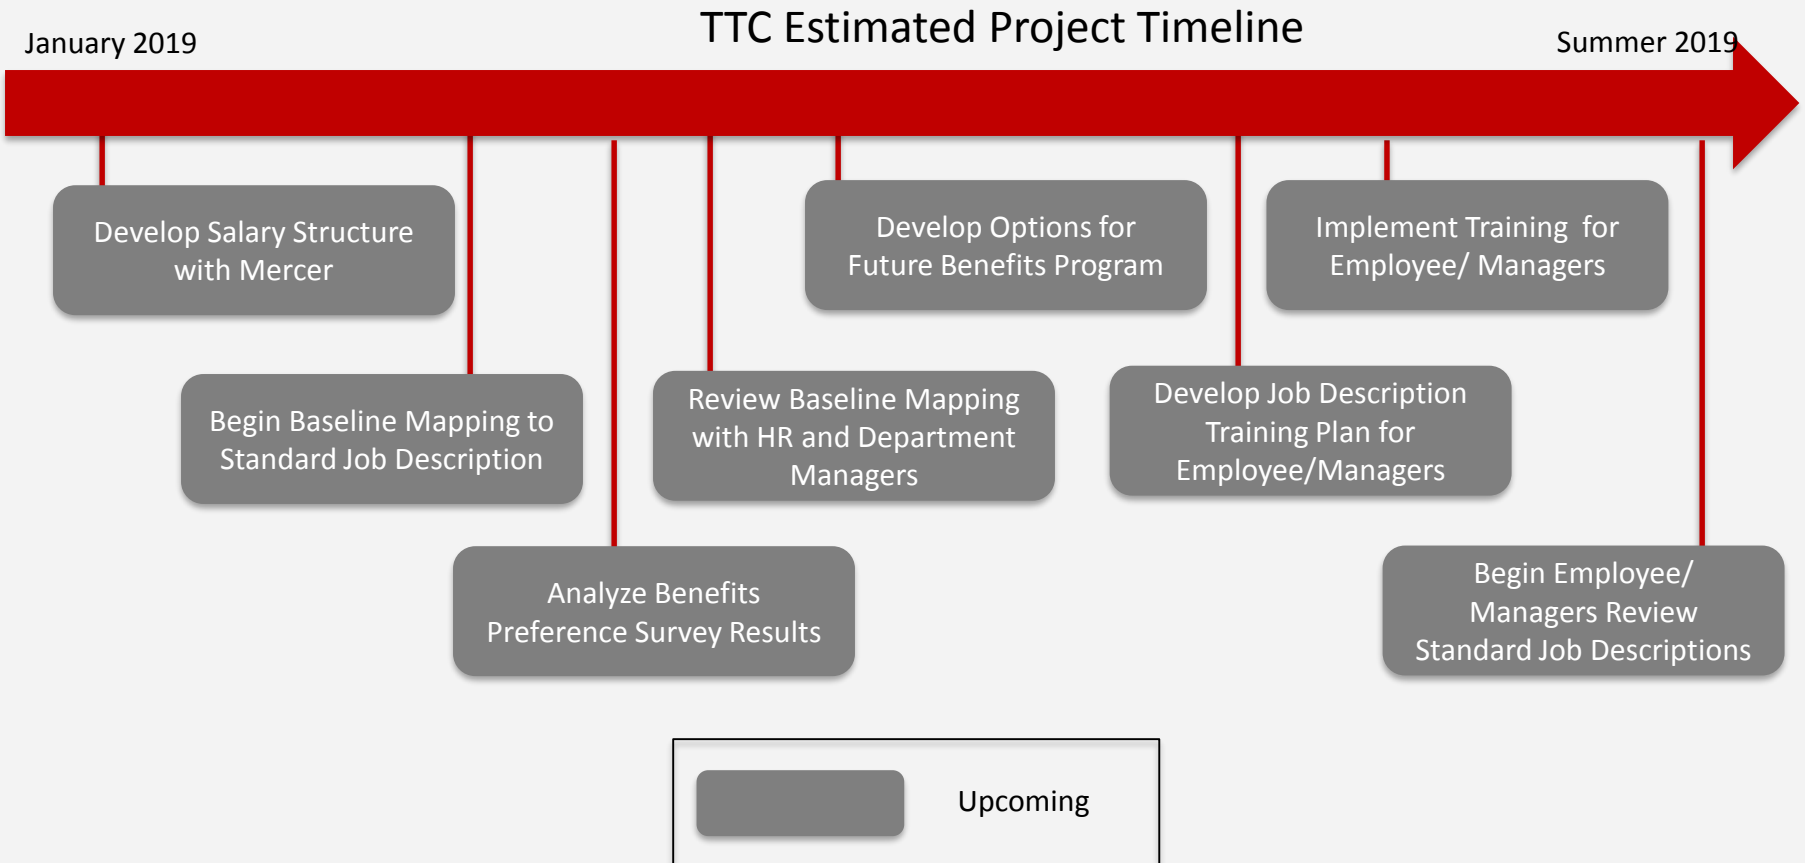 TTC Estimated Project Timeline
January 2019
Summer 2019
Develop Salary Structure
with Mercer
Begin Baseline Mapping to
Standard Job Description
Analyze Benefits
Preference Survey Results
Review Baseline Mapping
with HR and Department
Managers
Develop Options for
Future Benefits Program
Develop Job Description
Training Plan for
Employee/Managers
Implement Training  for
Employee/ Managers
Begin Employee/
Managers Review
Standard Job Descriptions
Upcoming